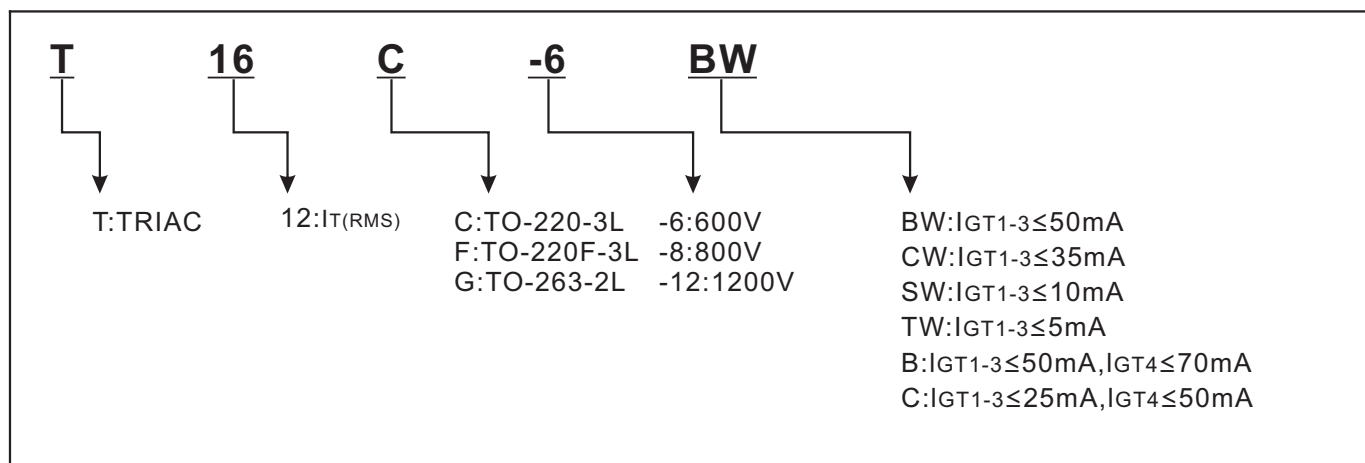 T 16 C -6 BW
T:TRIAC 12:IT(RMS) C:TO-220-3L -6:600V BW:IGT1-3≤50mA
F:TO-220F-3L -8:800V CW:IGT1-3≤35mA
G:TO-263-2L -12:1200V SW:IGT1-3≤10mA
TW:IGT1-3≤5mA
B:IGT1-3≤50mA,IGT4≤70mA
C:IGT1-3≤25mA,IGT4≤50mA